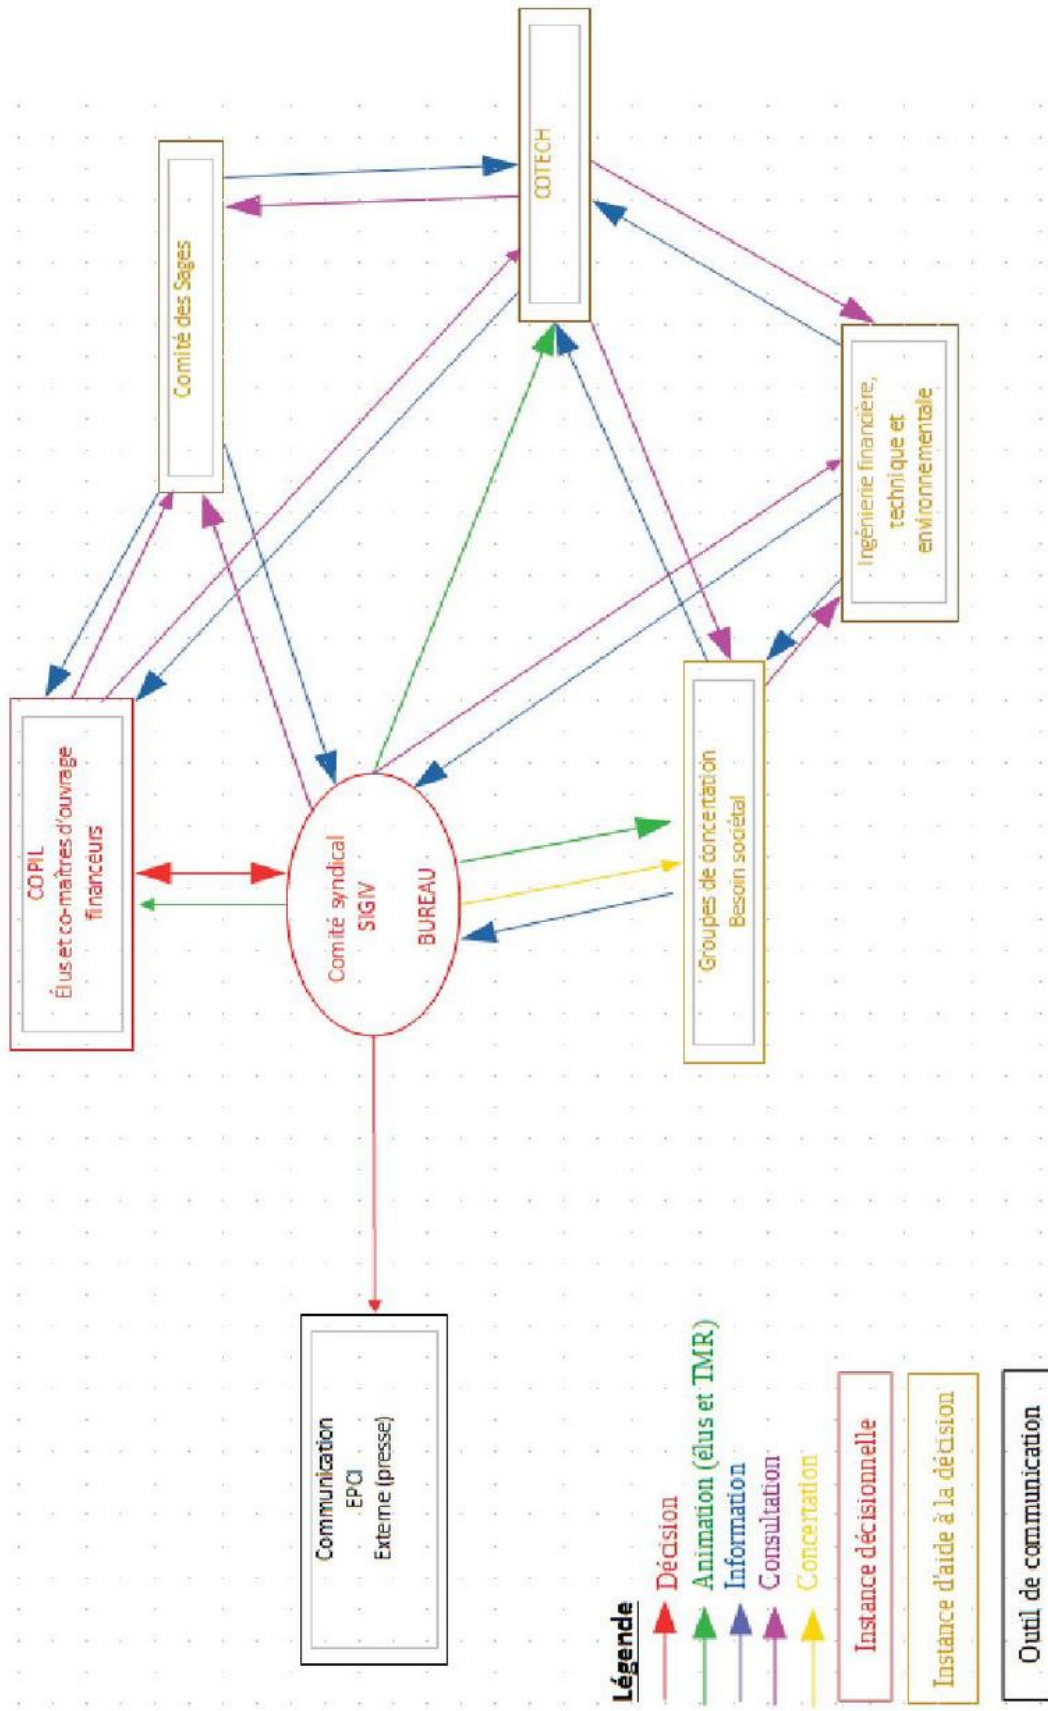 COPIL
Élus et co-maîtres d'ouvrage
financeurs
Comité des Sages
COTECH
Comité syndical
SIGIV
BUREAU
Communication
EPCI
Externe (presse)
Groupes de concertation
Besoin sociétal
Ingénierie financière,
technique et
environnementale
Légende
Décision
Animation (élus et TMR)
Information
Consultation
Concertation
Instance décisionnelle
Instance d'aide à la décision
Outil de communication